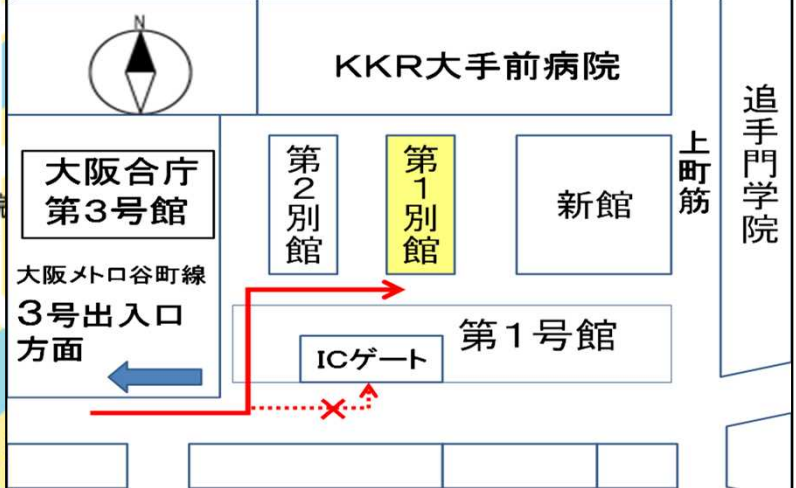 N
KKR大手前病院
大阪合庁
第3号館
第2別館
第1別館
新館
上町筋
追手門学院
大阪メトロ谷町線
3号出入口
方面
第1号館
ICゲート